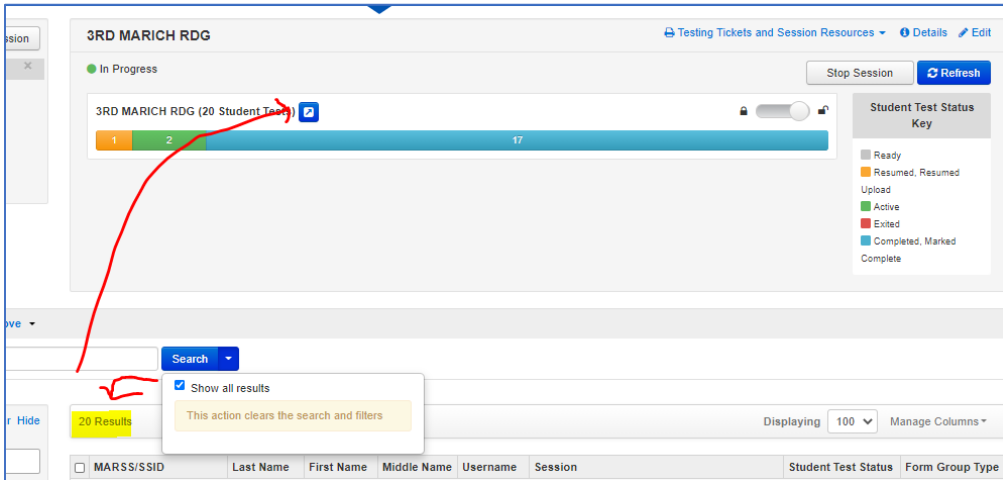 ssion
3RD MARICH RDG
Testing Tickets and Session Resources
Details
Edit
×
In Progress
Stop Session
Refresh
3RD MARICH RDG (20 Student Tests)
1
2
17
Student Test Status
Key
Ready
Resumed, Resumed
Upload
Active
Exited
Completed, Marked
Complete
ove
Search
Show all results
This action clears the search and filters
r Hide
20 Results
Displaying
100
Manage Columns
MARSS/SSID
Last Name
First Name
Middle Name
Username
Session
Student Test Status
Form Group Type